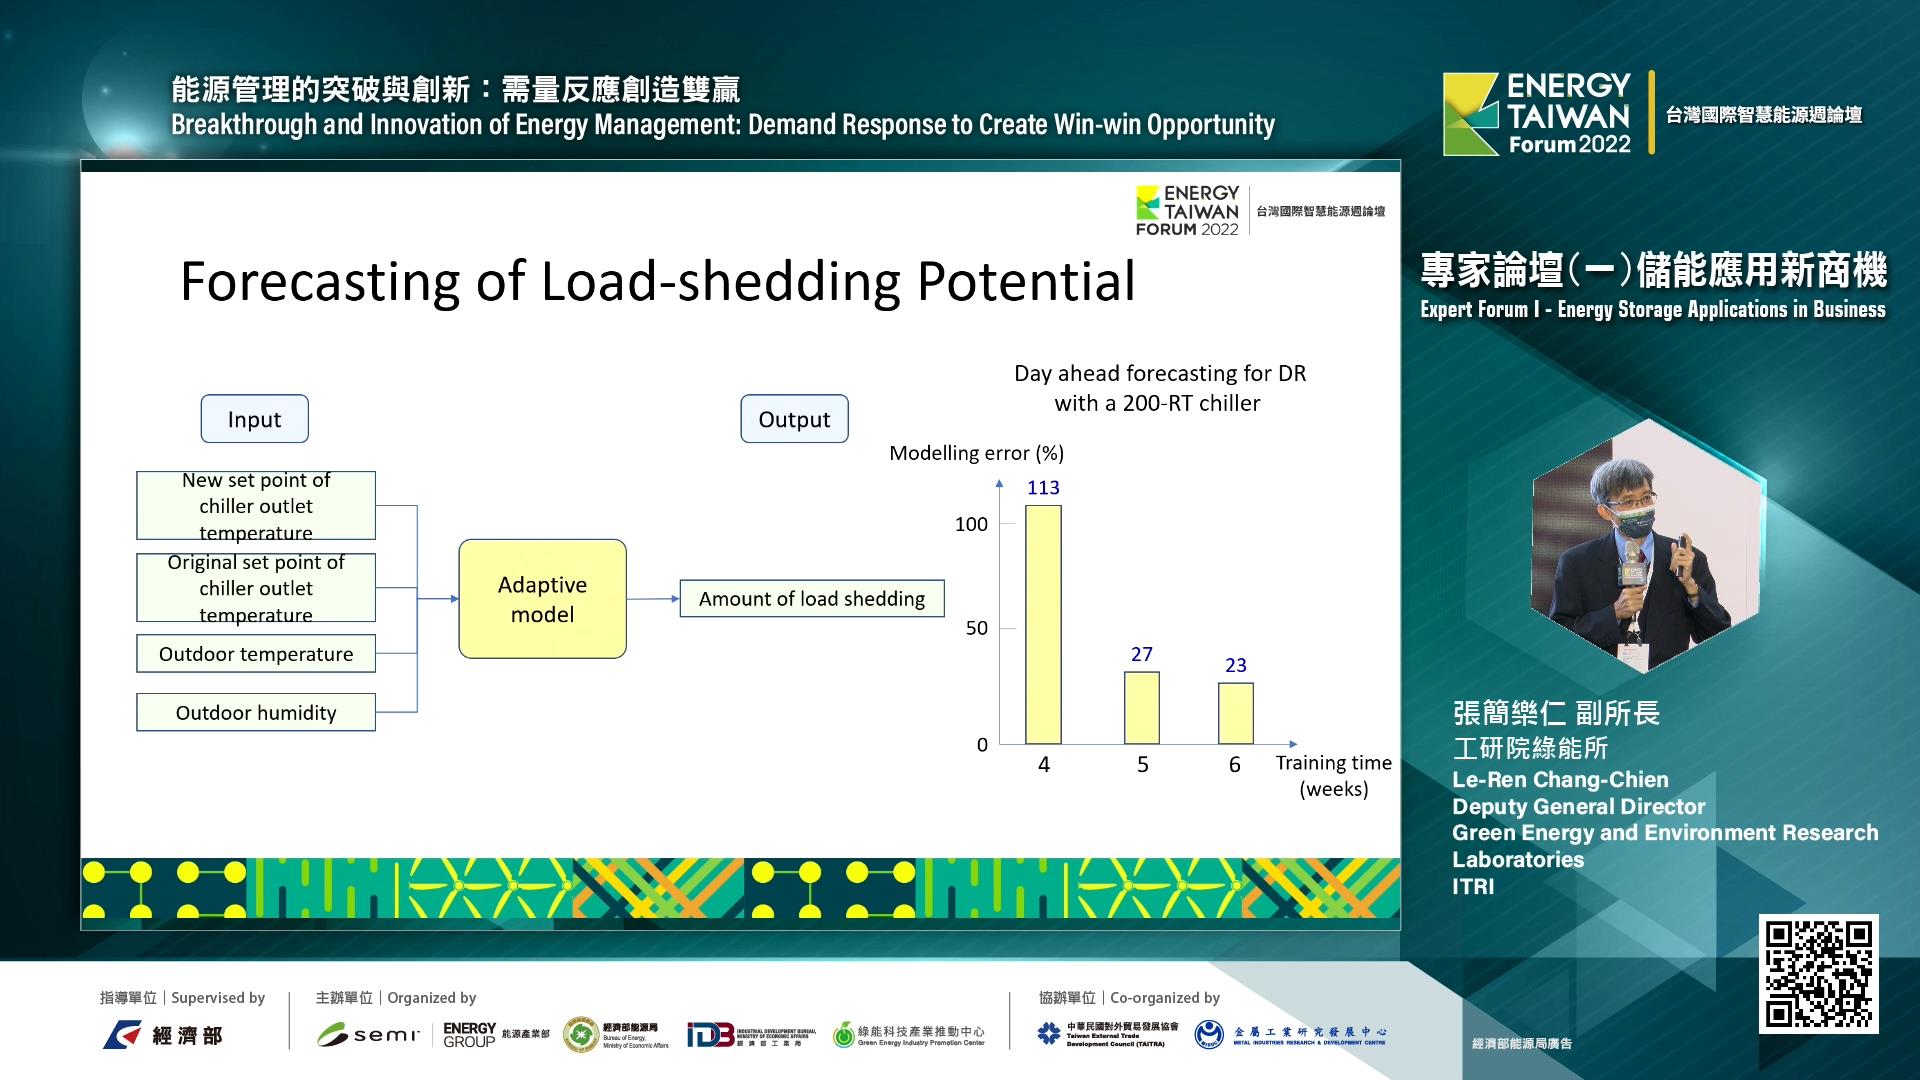 能源管理的突破與創新：需量反應創造雙贏
Breakthrough and Innovation of Energy Management: Demand Response to Create Win-win Opportunity
ENERGY
TAIWAN
Forum 2022
台灣國際智慧能源週論壇
ENERGY
TAIWAN
FORUM 2022
台灣國際智慧能源週論壇
Forecasting of Load-shedding Potential
Input
New set point of
chiller outlet
temperature
Original set point of
chiller outlet
temperature
Outdoor temperature
Outdoor humidity
Adaptive
model
Output
Amount of load shedding
Day ahead forecasting for DR
with a 200-RT chiller
Modelling error (%)
113
100
27
23
50
0
4
5
6
Training time
(weeks)
專家論壇(一)儲能應用新商機
Expert Forum I - Energy Storage Applications in Business
張簡樂仁 副所長
工研院綠能所
Le-Ren Chang-Chien
Deputy General Director
Green Energy and Environment Research
Laboratories
ITRI
指導單位 | Supervised by
經濟部
主辦單位 | Organized by
semi
ENERGY
GROUP
能源產業部
經濟部能源局
Bureau of Energy,
Ministry of Economic Affairs
IDB
INDUSTRIAL DEVELOPMENT BUREAU,
MINISTRY OF ECONOMIC AFFAIRS
經濟部工業局
綠能科技產業推動中心
Green Energy Industry Promotion Center
協辦單位 | Co-organized by
中華民國對外貿易發展協會
Taiwan External Trade
Development Council (TAITRA)
金屬工業研究發展中心
METAL INDUSTRIES RESEARCH & DEVELOPMENT CENTRE
經濟部能源局廣告